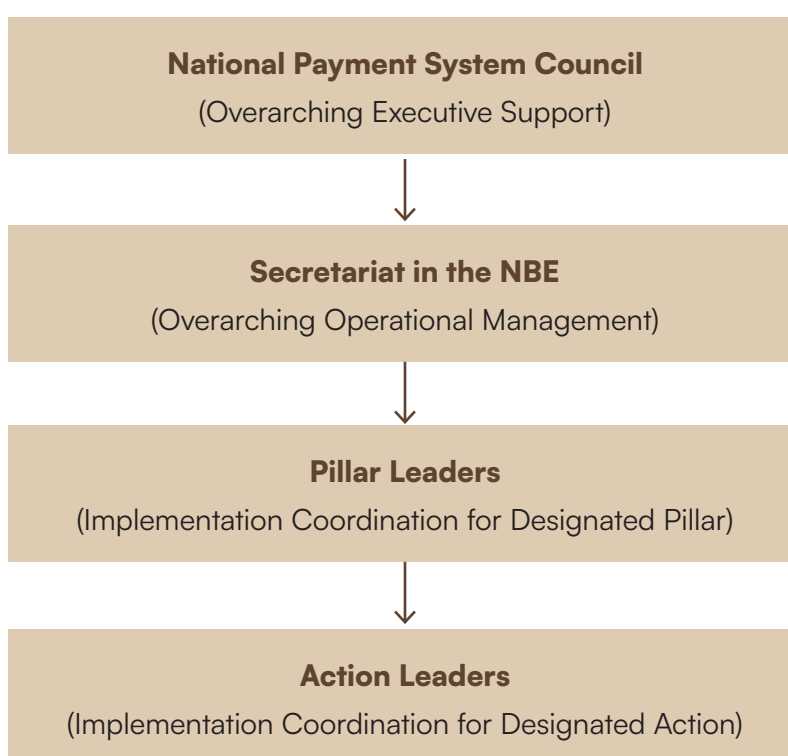 National Payment System Council
(Overarching Executive Support)
Secretariat in the NBE
(Overarching Operational Management)
Pillar Leaders
(Implementation Coordination for Designated Pillar)
Action Leaders
(Implementation Coordination for Designated Action)